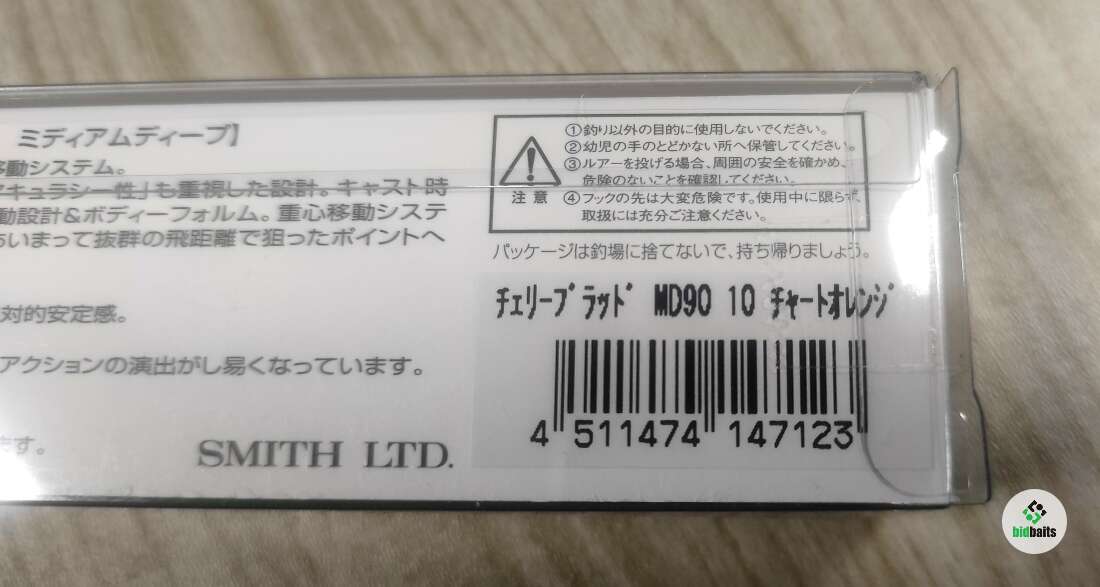 ミディアムディープ】
移動システム。
キュラシー性」も重視した設計。キャスト時
動設計&ボディーフォルム。重心移動システ
いまって抜群の飛距離で狙ったポイントへ
対的安定感。
アクションの演出がし易くなっています。
ます。
SMITH LTD.
注意
①釣り以外の目的に使用しないでください。
②幼児の手のとどかない所へ保管してください。
③ルアーを投げる場合、周囲の安全を確かめ、
危険のないことを確認してください。
④フックの先は大変危険です。使用中に限らず、
取扱には充分ご注意ください。
パッケージは釣場に捨てないで、持ち帰りましょう。
チェリーブラッド MD90 10 チャートオレンジ
4 511474 147123
bidbaits